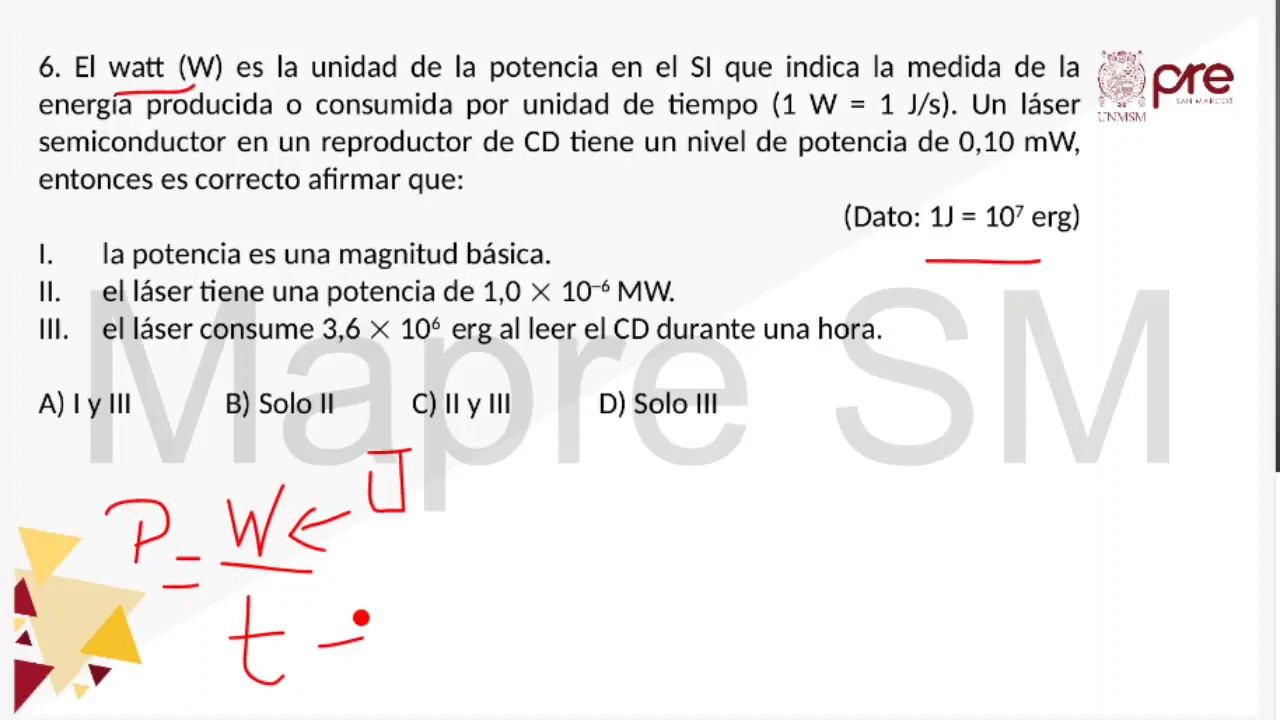 6. El watt (W) es la unidad de la potencia en el SI que indica la medida de la
energía producida o consumida por unidad de tiempo (1 W = 1 J/s). Un láser
semiconductor en un reproductor de CD tiene un nivel de potencia de 0,10 mW,
entonces es correcto afirmar que:
(Dato: 1J = 10⁷ erg)
I. la potencia es una magnitud básica.
II. el láser tiene una potencia de 1,0 × 10⁻⁶ MW.
III. el láser consume 3,6 × 10⁶ erg al leer el CD durante una hora.
A) I y III B) Solo II C) II y III D) Solo III
pre
SAN MARCOS
UNMSM
Mapre SM
P = W ← J
t